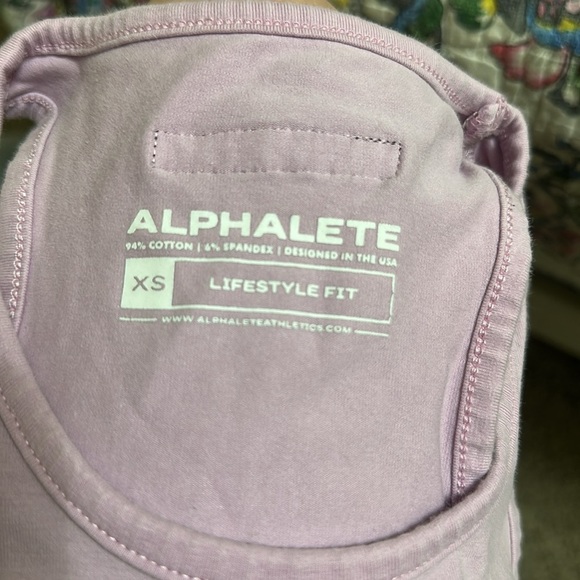 ALPHALETE
94% COTTON | 6% SPANDEX | DESIGNED IN THE USA
XS LIFESTYLE FIT
WWW.ALPHALETEATHLETICS.COM